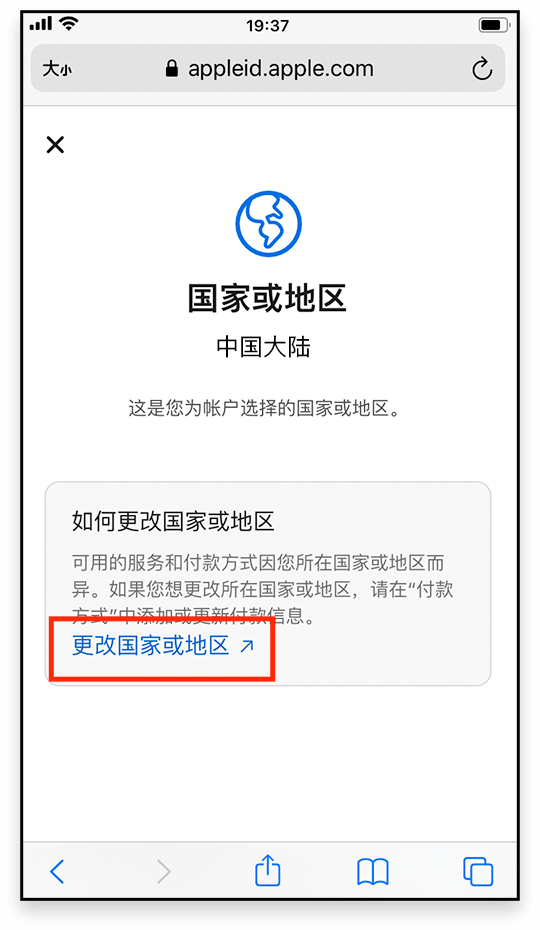 19:37
大小 appleid.apple.com
国家或地区
中国大陆
这是您为帐户选择的国家或地区。
如何更改国家或地区
可用的服务和付款方式因您所在国家或地区而
异。如果您想更改所在国家或地区，请在“付款
方式”中添加或更新付款信息。
更改国家或地区 ↗